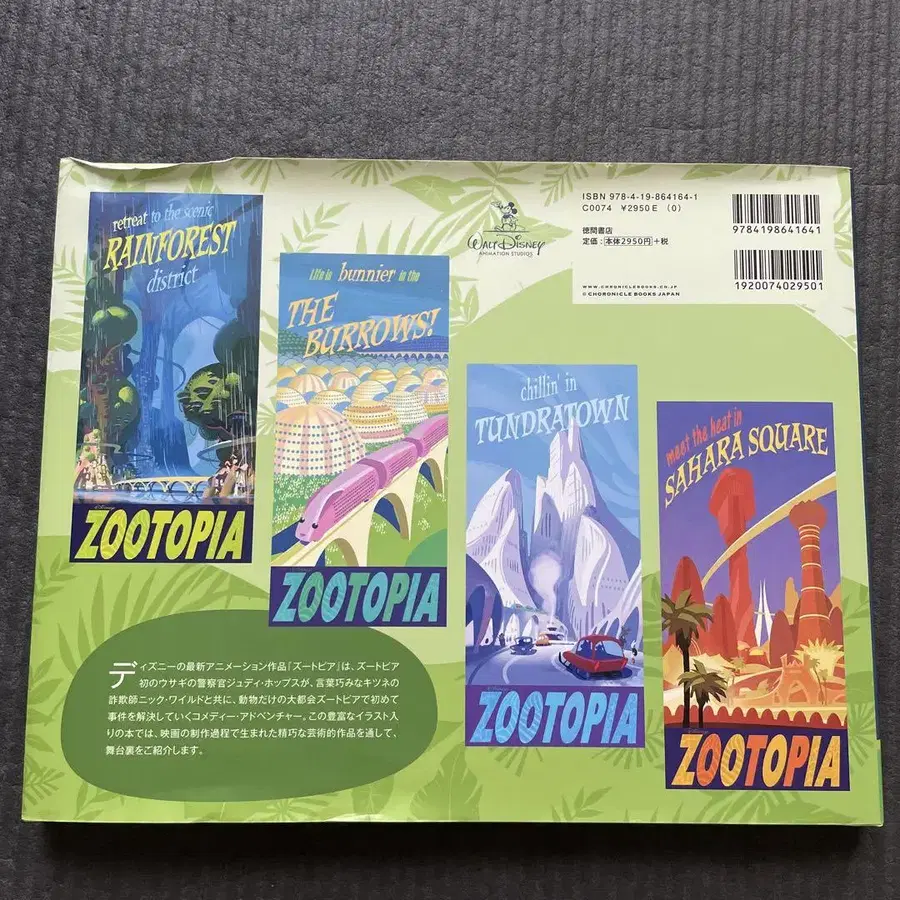 retreat to the scenic
RAINFOREST
district
ZOOTOPIA
Life is bunnier in the
THE
BURROWS!
ZOOTOPIA
chillin' in
TUNDRATOWN
ZOOTOPIA
meet the heat in
SAHARA SQUARE
ZOOTOPIA
WALT DISNEY
ANIMATION STUDIOS
ISBN 978-4-19-864164-1
C0074 ¥2950E (0)
徳間書店
定価：本体2950円+税
WWW.CHRONICLEBOOKS.CO.JP
© CHORONICLE BOOKS JAPAN
9784198641641
1920074029501
ディズニーの最新アニメーション作品『ズートピア』は、ズートピア
初のウサギの警察官ジュディ・ホップスが、言葉巧みなキツネの
詐欺師ニック・ワイルドと共に、動物だけの大都会ズートピアで初めて
事件を解決していくコメディー・アドベンチャー。この豊富なイラスト入
りの本では、映画の制作過程で生まれた精巧な芸術的作品を通して、
舞台裏をご紹介します。